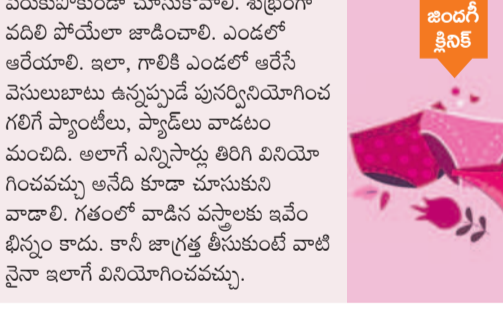 పేరుకుపోకుండా చూసుకోవాలి. శుభ్రంగా
వదిలి పోయేలా జాడించాలి. ఎండలో
ఆరేయాలి. ఇలా, గాలికి ఎండలో ఆరేసే
వెసులుబాటు ఉన్నప్పుడే పునర్వినియోగించ
గలిగే ప్యాంటీలు, ప్యాడ్‌లు వాడటం
మంచిది. అలాగే ఎన్నిసార్లు తిరిగి వినియో
గించవచ్చు అనేది కూడా చూసుకుని
వాడాలి. గతంలో వాడిన వస్త్రాలకు ఇవేం
భిన్నం కాదు. కానీ జాగ్రత్త తీసుకుంటే వాటి
నైనా ఇలాగే వినియోగించవచ్చు.
జిందగీ
క్లినిక్